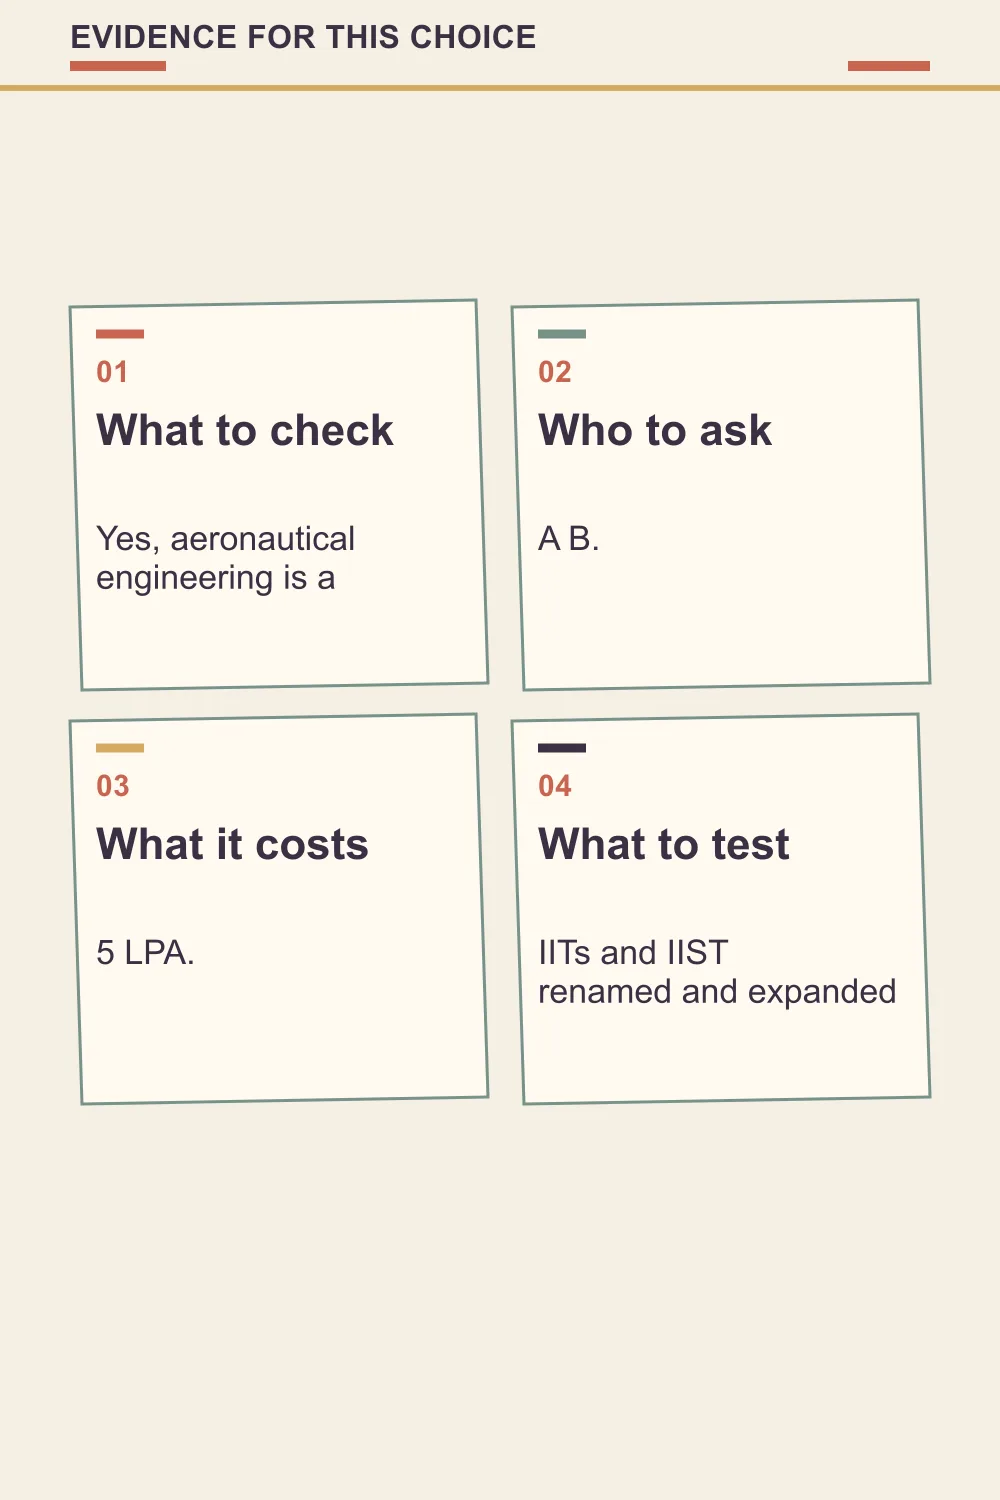 EVIDENCE FOR THIS CHOICE
01
What to check
Yes, aeronautical
engineering is a
02
Who to ask
A B.
03
What it costs
5 LPA.
04
What to test
IITs and IIST
renamed and expanded